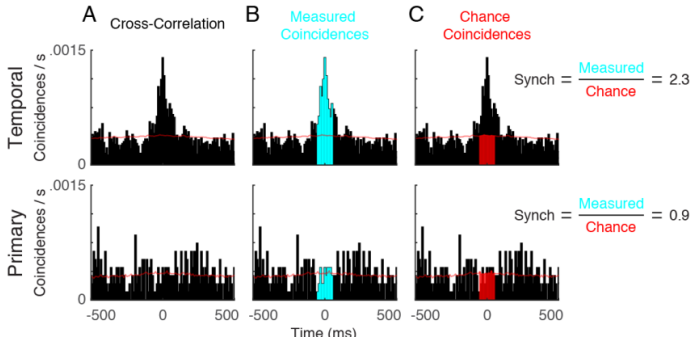 A Cross-Correlation
B Measured Coincidences
C Chance Coincidences
Temporal
Coincidences / s
.0015
0
Synch = Measured / Chance = 2.3
Primary
Coincidences / s
.0015
0
Synch = Measured / Chance = 0.9
-500 0 500 -500 0 500 -500 0 500
Time (ms)